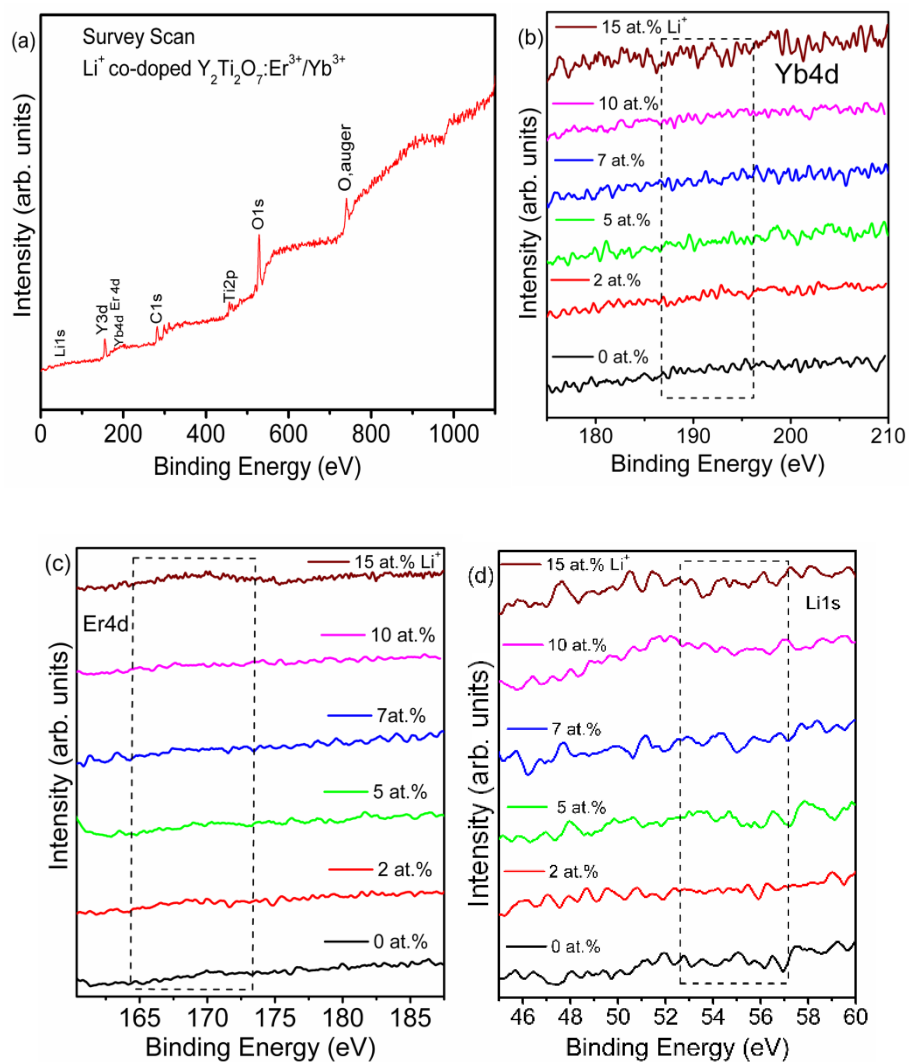 (a)
Survey Scan
Li⁺ co-doped Y₂Ti₂O₇:Er³⁺/Yb³⁺
Intensity (arb. units)
Li1s
Y3d
Yb4d
Er 4d
C1s
Ti2p
O1s
O,auger
0 200 400 600 800 1000
Binding Energy (eV)
(b)
15 at.% Li⁺
Yb4d
10 at.%
7 at.%
5 at.%
2 at.%
0 at.%
Intensity (arb. units)
180 190 200 210
Binding Energy (eV)
(c)
15 at.% Li⁺
Er4d
10 at.%
7at.%
5 at.%
2 at.%
0 at.%
Intensity (arb. units)
165 170 175 180 185
Binding Energy (eV)
(d)
15 at.% Li⁺
Li1s
10 at.%
7 at.%
5 at.%
2 at.%
0 at.%
Intensity (arb. units)
46 48 50 52 54 56 58 60
Binding Energy (eV)